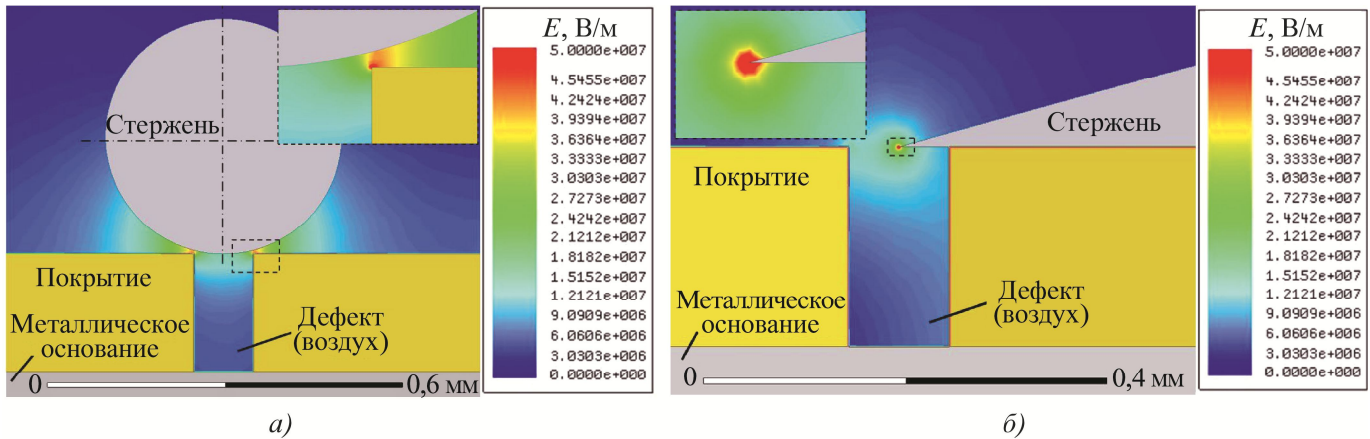 E, В/м
5.0000e+007
4.5455e+007
4.2424e+007
3.9394e+007
3.6364e+007
3.3333e+007
3.0303e+007
2.7273e+007
2.4242e+007
2.1212e+007
1.8182e+007
1.5152e+007
1.2121e+007
9.0909e+006
6.0606e+006
3.0303e+006
0.0000e+000
Стержень
Покрытие
Металлическое
основание
Дефект
(воздух)
0
0,6 мм
а)
E, В/м
5.0000e+007
4.5455e+007
4.2424e+007
3.9394e+007
3.6364e+007
3.3333e+007
3.0303e+007
2.7273e+007
2.4242e+007
2.1212e+007
1.8182e+007
1.5152e+007
1.2121e+007
9.0909e+006
6.0606e+006
3.0303e+006
0.0000e+000
Стержень
Покрытие
Металлическое
основание
Дефект
(воздух)
0
0,4 мм
б)